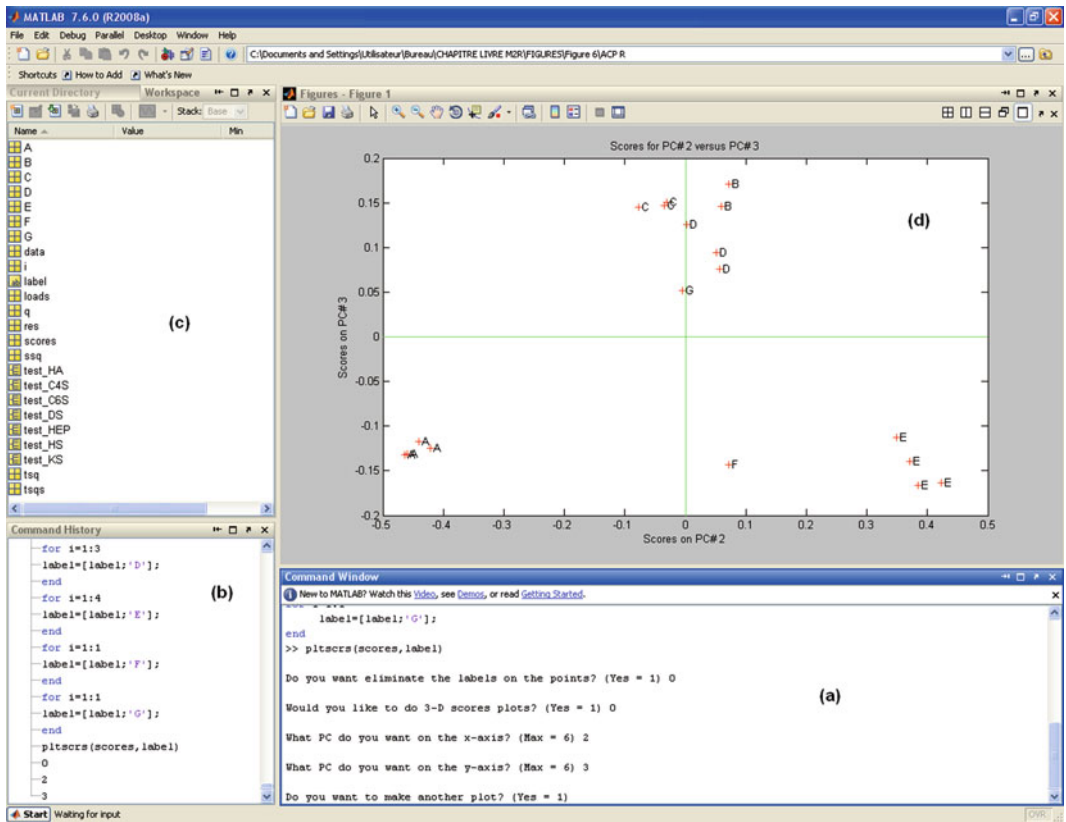 MATLAB 7.6.0 (R2008a)
File Edit Debug Parallel Desktop Window Help
C:\Documents and Settings\Utilisateur\Bureau\CHAPITRE LIVRE M2R\FIGURES\Figure 6\ACP R
Shortcuts How to Add What's New
Current Directory Workspace
Stack: Base
Name Value Min
A
B
C
D
E
F
G
data
i
label
loads
q
res
scores
ssq
test_HA
test_C4S
test_C6S
test_DS
test_HEP
test_HS
test_KS
tsq
tsqs
(c)
Command History
for i=1:3
label=[label;'D'];
end
for i=1:4
label=[label;'E'];
end
for i=1:1
label=[label;'F'];
end
for i=1:1
label=[label;'G'];
end
pltscrs(scores,label)
0
2
3
(b)
Figures - Figure 1
Scores for PC#2 versus PC#3
0.2
0.15
0.1
0.05
0
-0.05
-0.1
-0.15
-0.2
Scores on PC#3
B
C C G B
D
D
D
G
A A A A
F
E
E
E E
(d)
-0.5 -0.4 -0.3 -0.2 -0.1 0 0.1 0.2 0.3 0.4 0.5
Scores on PC#2
Command Window
New to MATLAB? Watch this Video, see Demos, or read Getting Started.
label=[label;'G'];
end
>> pltscrs(scores,label)
Do you want eliminate the labels on the points? (Yes = 1) 0
Would you like to do 3-D scores plots? (Yes = 1) 0
What PC do you want on the x-axis? (Max = 6) 2
What PC do you want on the y-axis? (Max = 6) 3
Do you want to make another plot? (Yes = 1)
(a)
Start Waiting for input
OVR